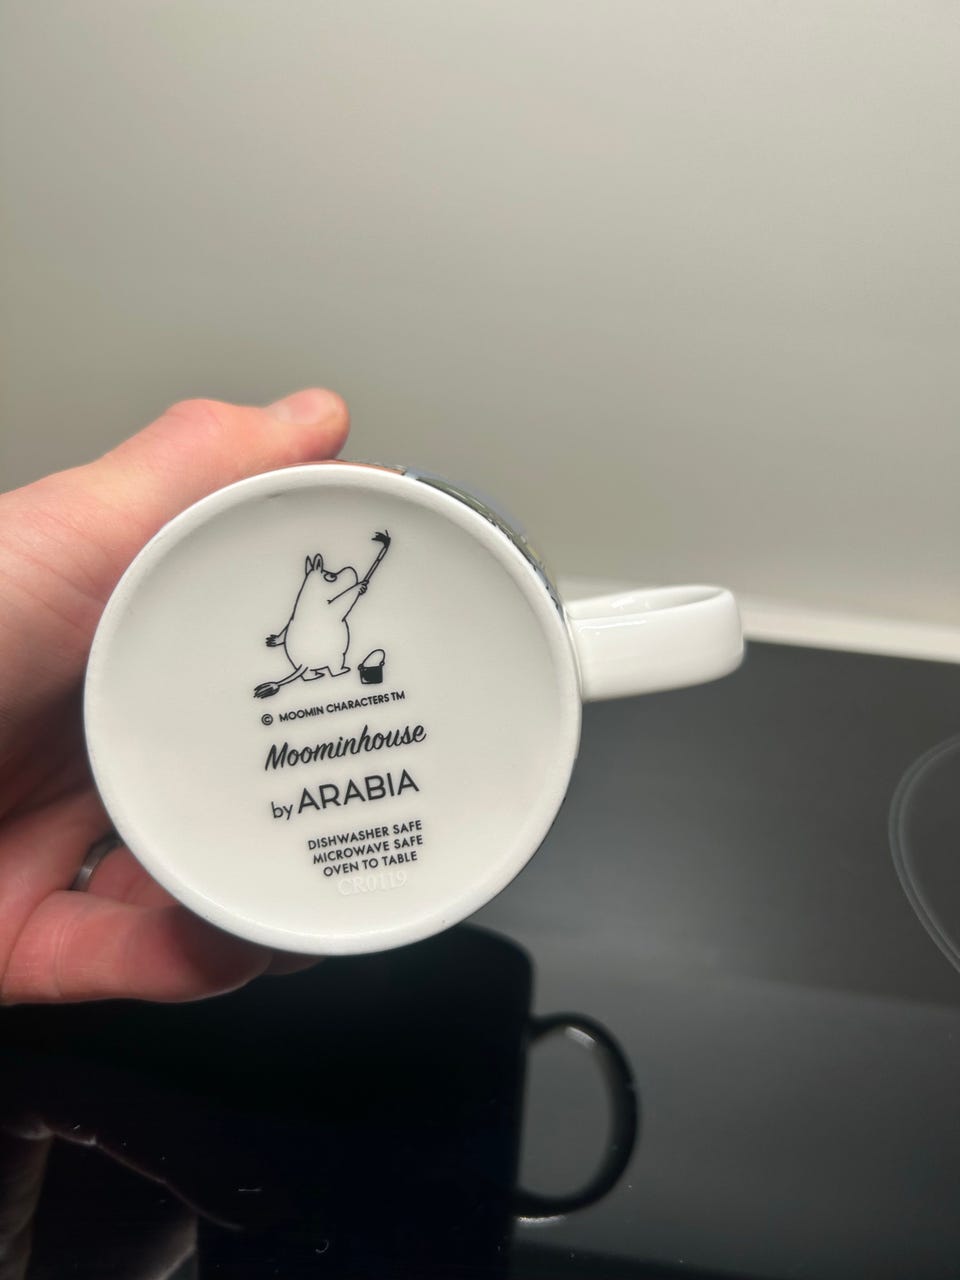 © MOOMIN CHARACTERS TM
Moominhouse
by ARABIA
DISHWASHER SAFE
MICROWAVE SAFE
OVEN TO TABLE
CR0119